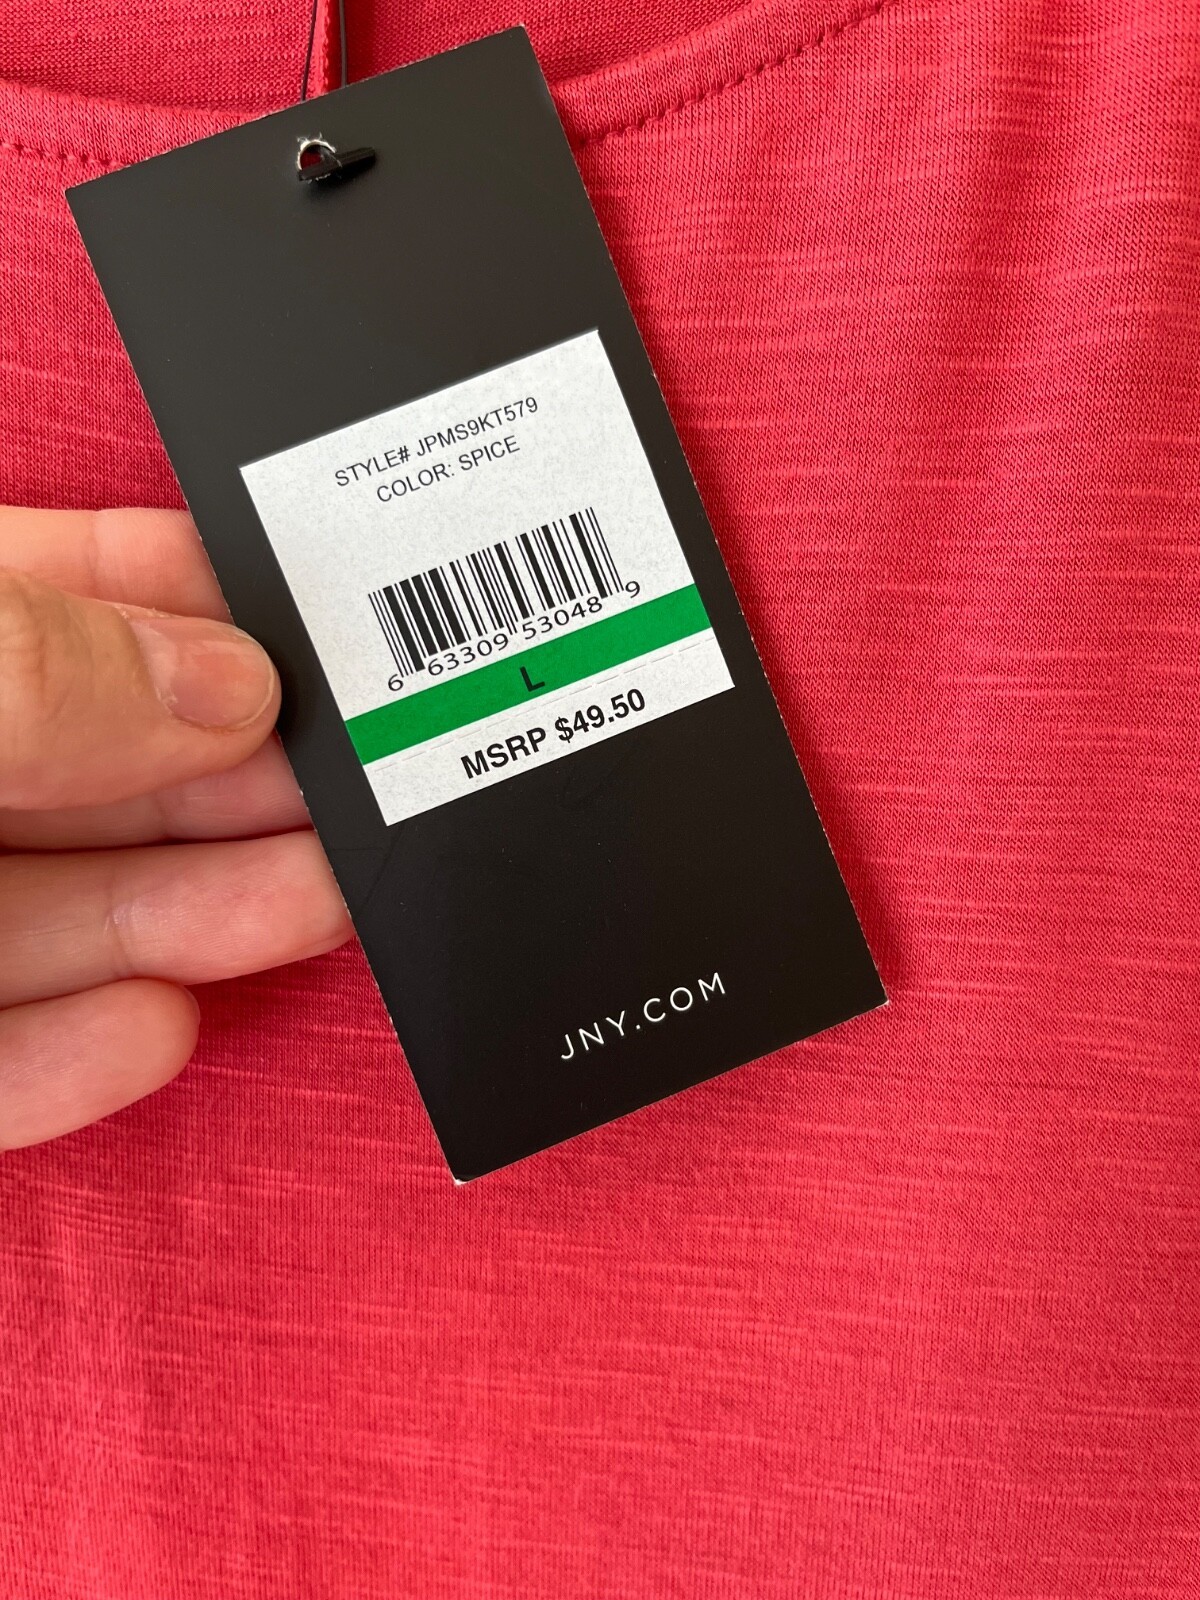 STYLE# JPMS9KT579
COLOR: SPICE
6 63309 53048 9
L
MSRP $49.50
JNY.COM